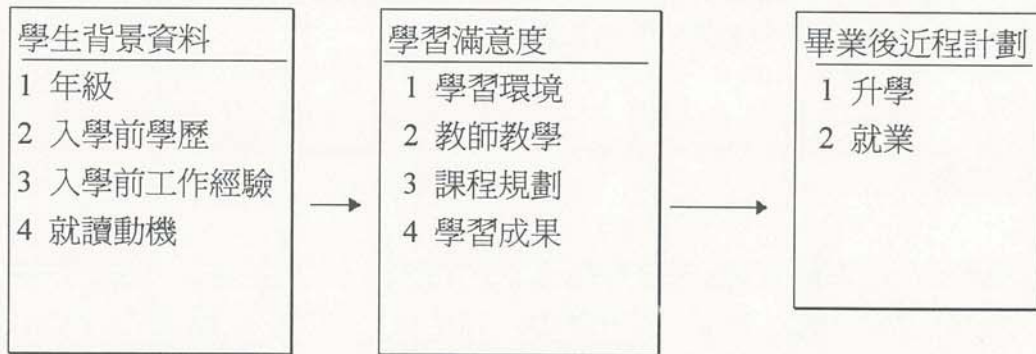 學生背景資料
1 年級
2 入學前學歷
3 入學前工作經驗
4 就讀動機
學習滿意度
1 學習環境
2 教師教學
3 課程規劃
4 學習成果
畢業後近程計劃
1 升學
2 就業